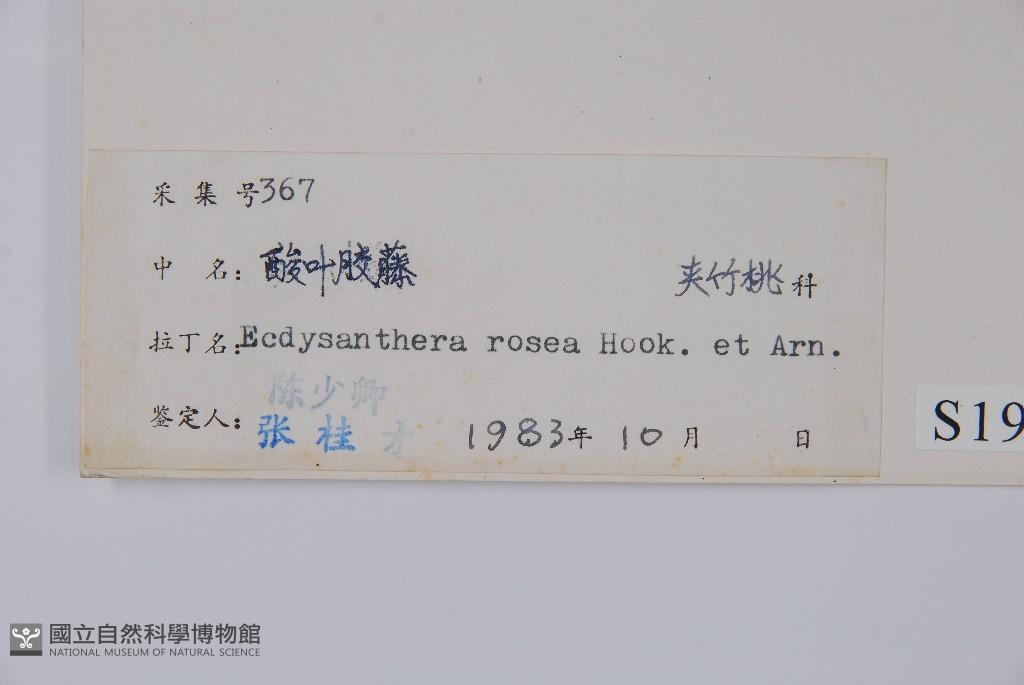 采集号367
中名：酸叶胶藤 夹竹桃科
拉丁名：Ecdysanthera rosea Hook. et Arn.
陈少卿
鉴定人：张桂才 1983年10月 日
S19
國立自然科學博物館
NATIONAL MUSEUM OF NATURAL SCIENCE